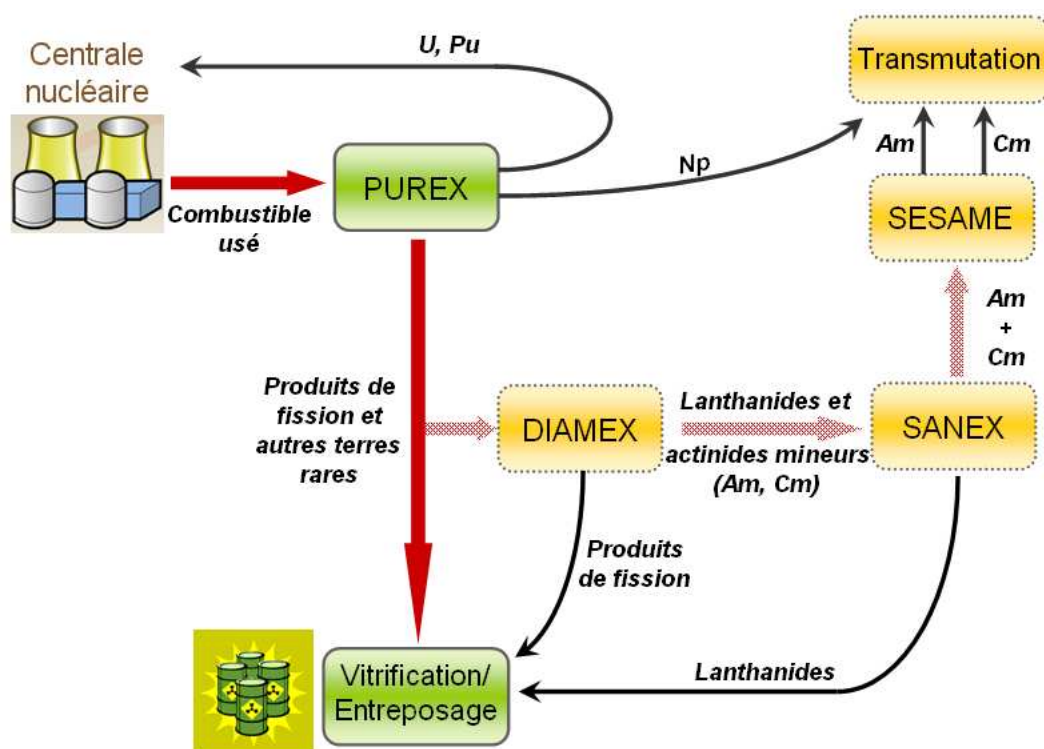 Centrale
nucléaire
U, Pu
Transmutation
Am
Cm
Np
PUREX
Combustible
usé
SESAME
Am
+
Cm
Produits de
fission et
autres terres
rares
DIAMEX
Lanthanides et
actinides mineurs
(Am, Cm)
SANEX
Produits
de fission
Vitrification/
Entreposage
Lanthanides